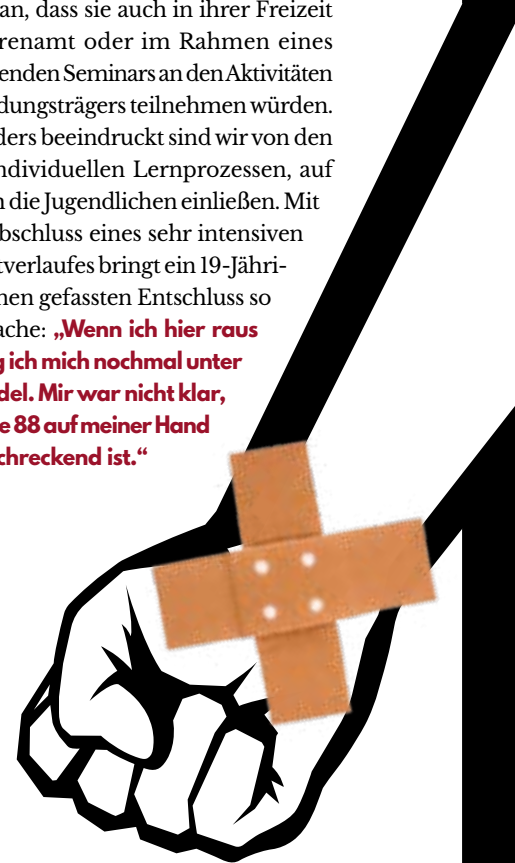 an, dass sie auch in ihrer Freizeit
renamt oder im Rahmen eines
enden Seminars an den Aktivitäten
dungsträgers teilnehmen würden.
ders beeindruckt sind wir von den
ndividuellen Lernprozessen, auf
n die Jugendlichen einließen. Mit
bschluss eines sehr intensiven
tverlaufes bringt ein 19-Jähri-
nen gefassten Entschluss so
ache: „Wenn ich hier raus
g ich mich nochmal unter
del. Mir war nicht klar,
e 88 auf meiner Hand
chreckend ist.“